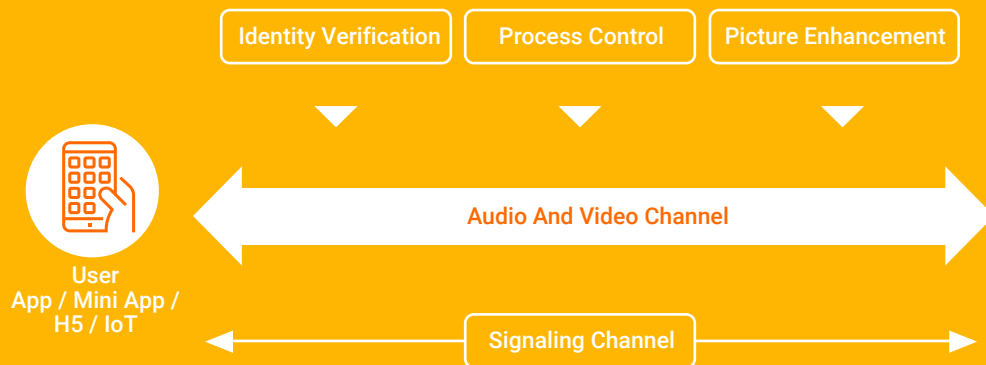 Identity Verification
Process Control
Picture Enhancement
Audio And Video Channel
User
App / Mini App /
H5 / IoT
Signaling Channel